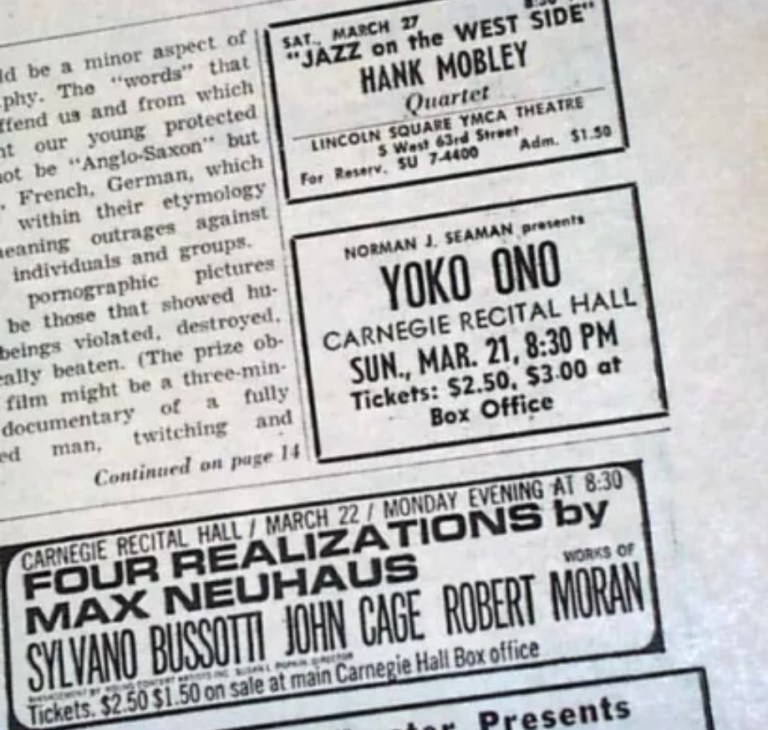 ld be a minor aspect of
phy. The "words" that
ffend us and from which
nt our young protected
not be "Anglo-Saxon" but
, French, German, which
within their etymology
eaning outrages against
individuals and groups.
pornographic pictures
be those that showed hu-
beings violated, destroyed,
cally beaten. (The prize ob-
film might be a three-min-
documentary of a fully
ed man, twitching and
Continued on page 14
SAT., MARCH 27
"JAZZ on the WEST SIDE"
HANK MOBLEY
Quartet
LINCOLN SQUARE YMCA THEATRE
5 West 63rd Street
For Reserv. SU 7-4400 Adm. $1.50
NORMAN J. SEAMAN presents
YOKO ONO
CARNEGIE RECITAL HALL
SUN., MAR. 21, 8:30 PM
Tickets: $2.50, $3.00 at
Box Office
CARNEGIE RECITAL HALL / MARCH 22 / MONDAY EVENING AT 8:30
FOUR REALIZATIONS by
MAX NEUHAUS
WORKS OF
SYLVANO BUSSOTTI JOHN CAGE ROBERT MORAN
Tickets. $2.50 $1.50 on sale at main Carnegie Hall Box office
Presents